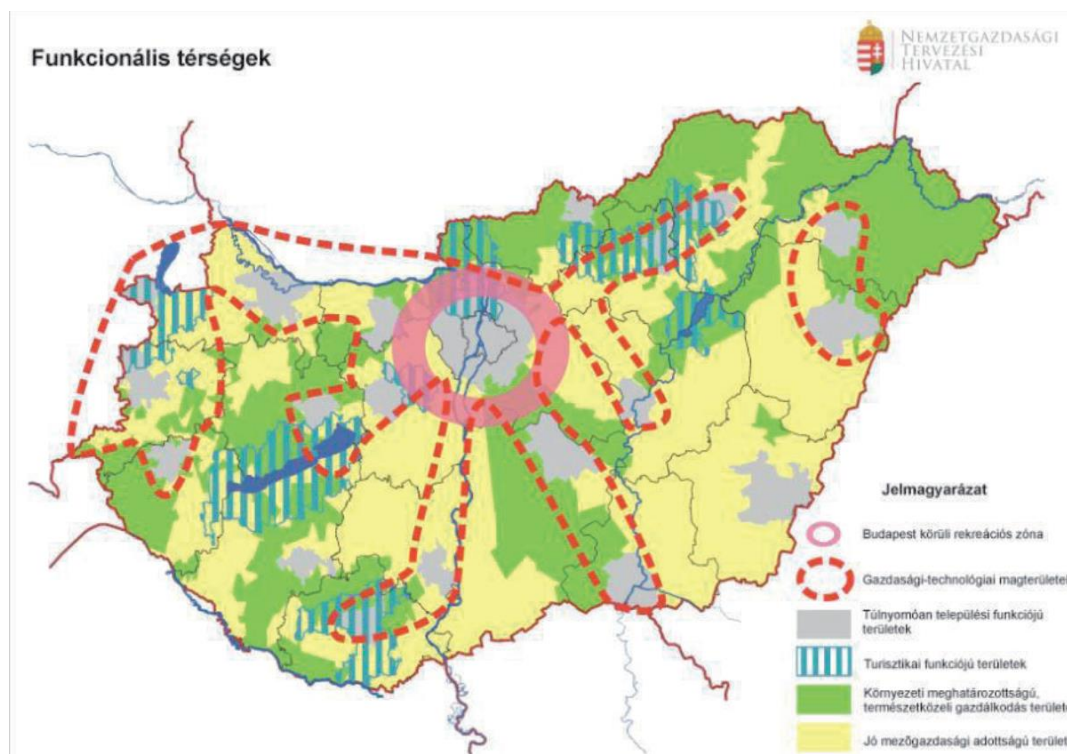 Funkcionális térségek
NEMZETGAZDASÁGI
TERVEZÉSI
HIVATAL
Jelmagyarázat
Budapest körüli rekreációs zóna
Gazdasági-technológiai magterületei
Túlnyomóan települési funkciójú
területek
Turisztikai funkciójú területek
Környezeti meghatározottságú,
természetközeli gazdálkodás területe
Jó mezőgazdasági adottságú terület